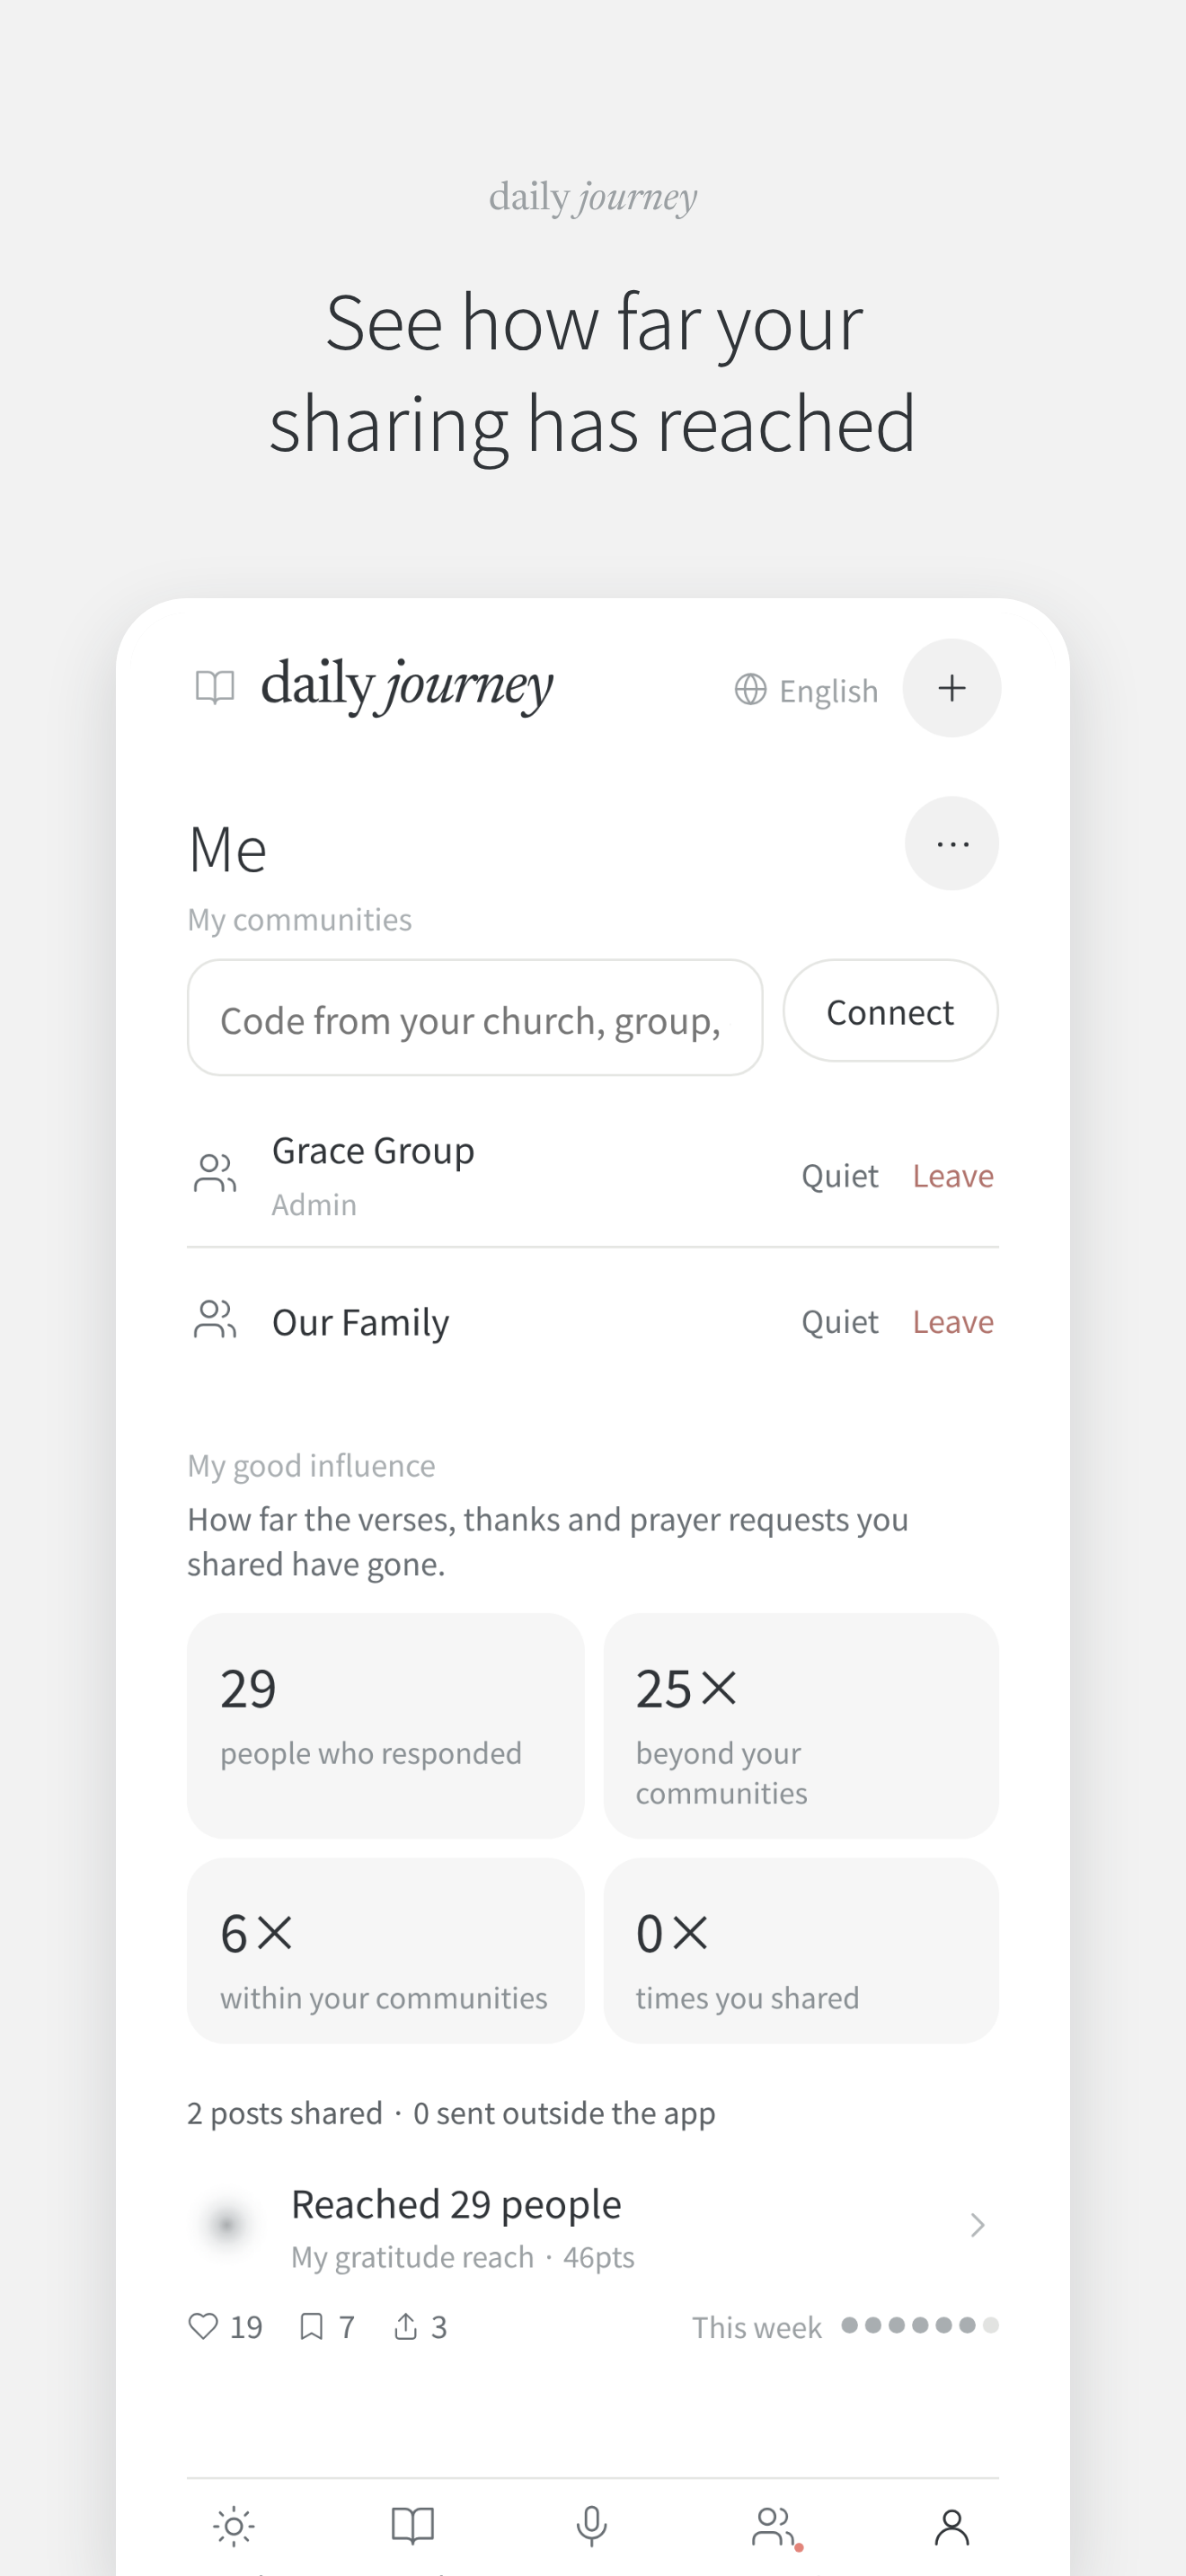 daily journey
See how far your
sharing has reached
daily journey
English
+
Me
...
My communities
Code from your church, group,
Connect
Grace Group
Admin
Quiet
Leave
Our Family
Quiet
Leave
My good influence
How far the verses, thanks and prayer requests you
shared have gone.
29
people who responded
25×
beyond your
communities
6×
within your communities
0×
times you shared
2 posts shared · 0 sent outside the app
Reached 29 people
My gratitude reach · 46pts
19
7
3
This week